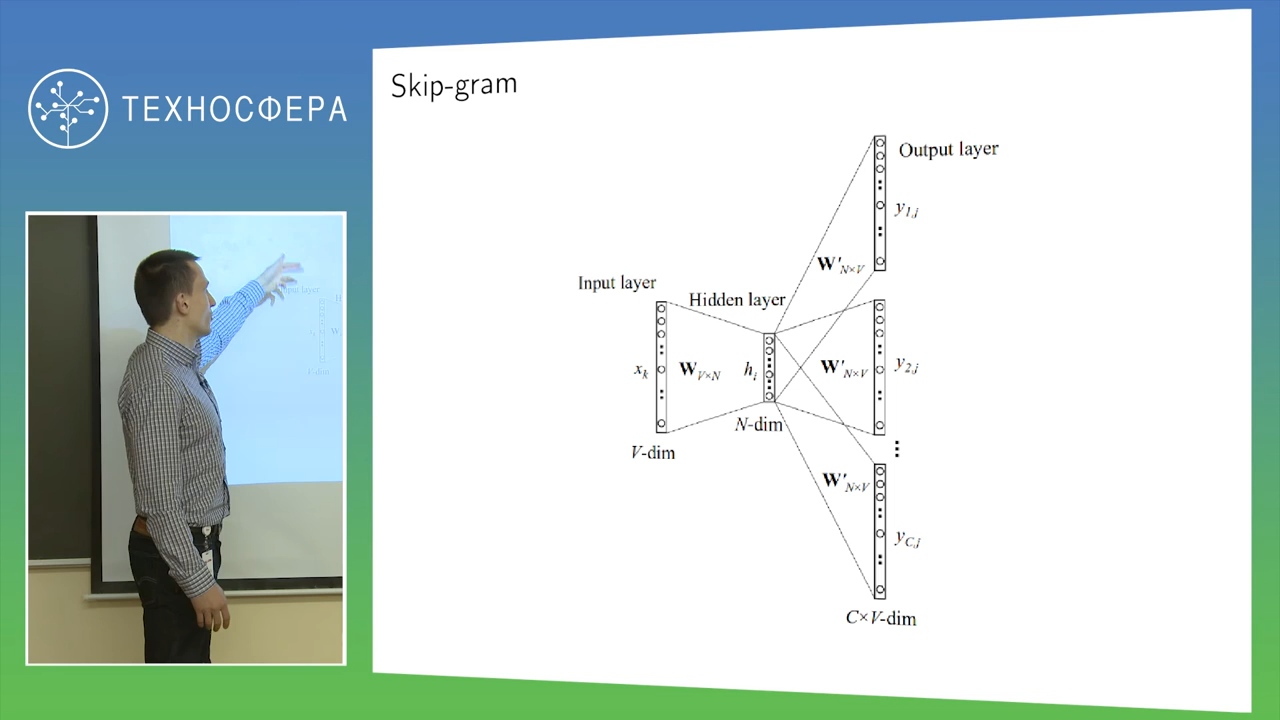 ТЕХНОСФЕРА
Skip-gram
Output layer
y1,j
W'N×V
Input layer
Hidden layer
xk
WV×N
hi
W'N×V
y2,j
N-dim
V-dim
W'N×V
yC,j
C×V-dim